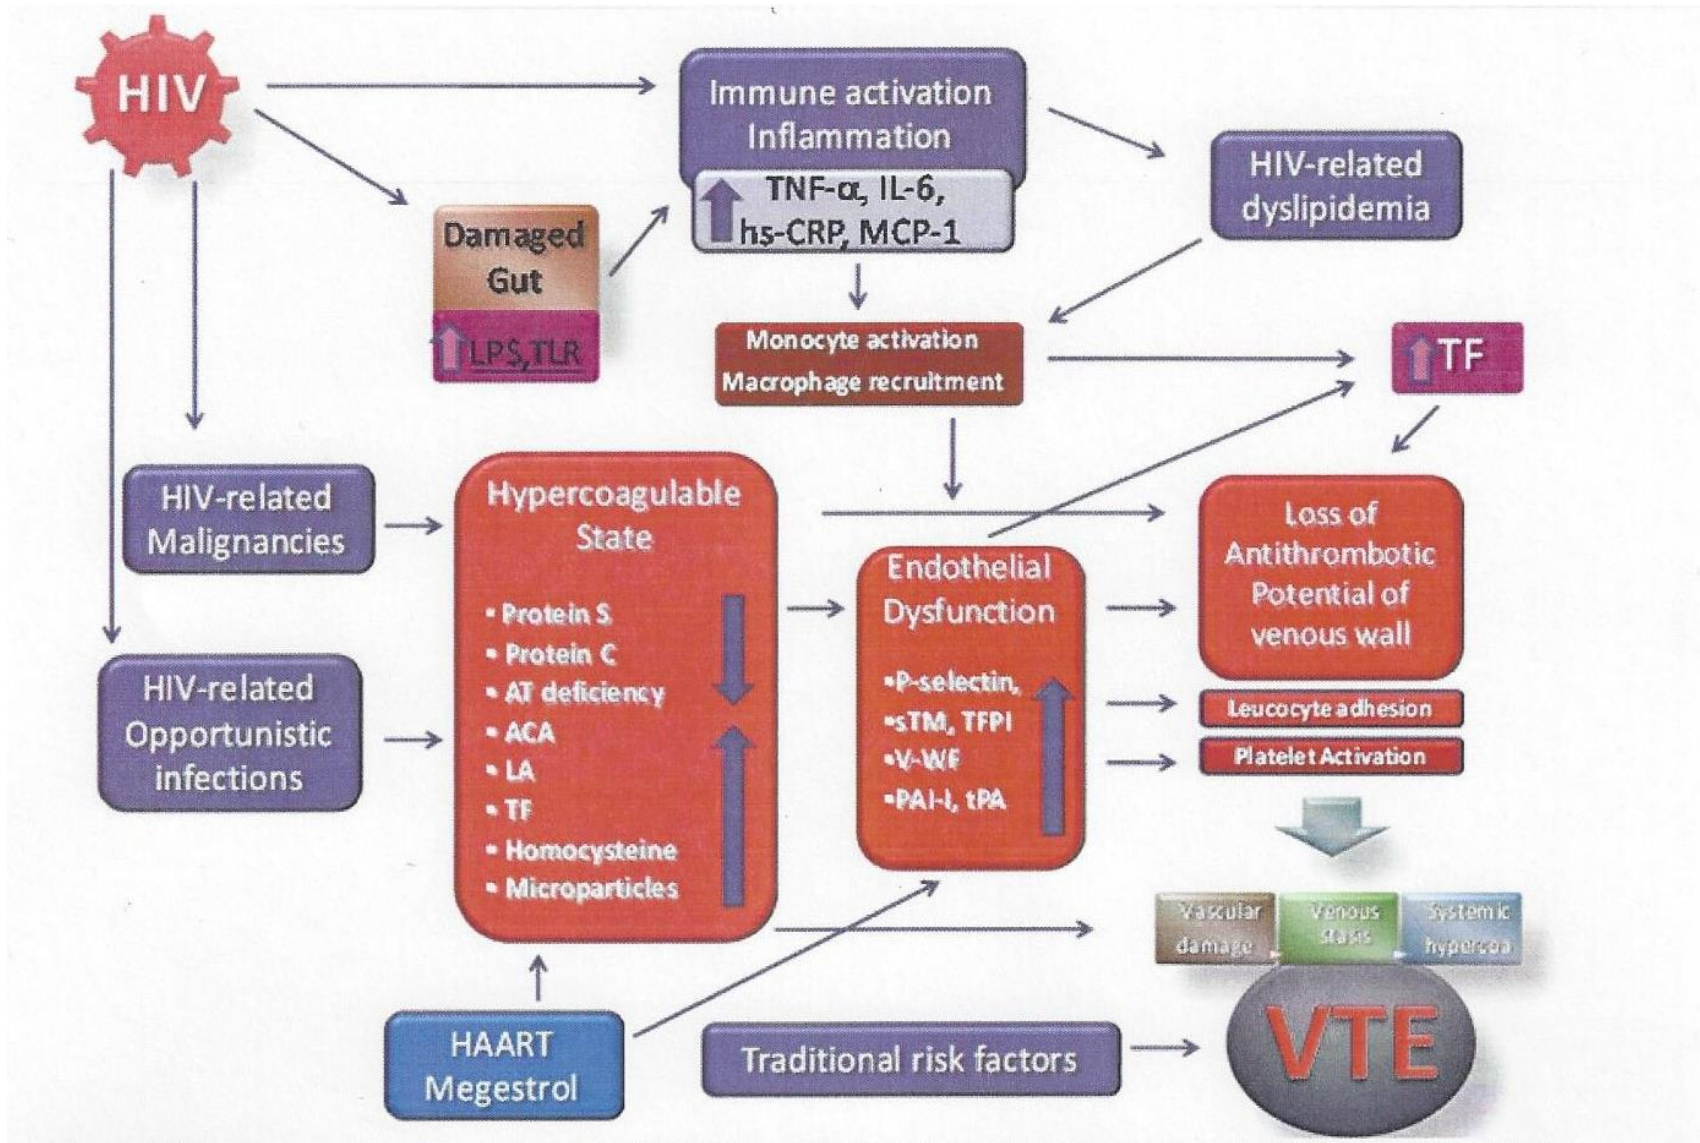 HIV
Immune activation
Inflammation
TNF-α, IL-6,
hs-CRP, MCP-1
HIV-related
dyslipidemia
Damaged
Gut
LPS,TLR
Monocyte activation
Macrophage recruitment
TF
HIV-related
Malignancies
HIV-related
Opportunistic
infections
Hypercoagulable
State
▪ Protein S
▪ Protein C
▪ AT deficiency
▪ ACA
▪ LA
▪ TF
▪ Homocysteine
▪ Microparticles
Endothelial
Dysfunction
▪P-selectin,
▪sTM, TFPI
▪V-WF
▪PAI-I, tPA
Loss of
Antithrombotic
Potential of
venous wall
Leucocyte adhesion
Platelet Activation
Vascular
damage
Venous
stasis
Systemic
hypercoa
VTE
HAART
Megestrol
Traditional risk factors